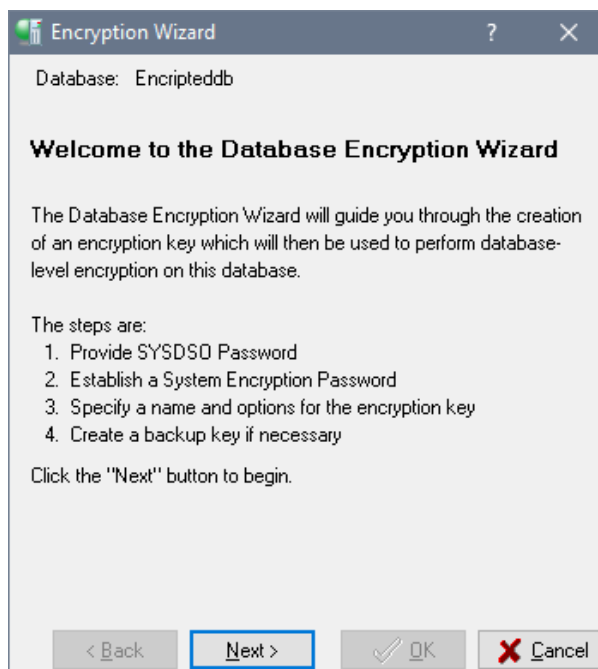 Encryption Wizard ? ×
Database: Encripteddb
Welcome to the Database Encryption Wizard
The Database Encryption Wizard will guide you through the creation
of an encryption key which will then be used to perform database-
level encryption on this database.
The steps are:
1. Provide SYSDSO Password
2. Establish a System Encryption Password
3. Specify a name and options for the encryption key
4. Create a backup key if necessary
Click the "Next" button to begin.
< Back Next > OK Cancel